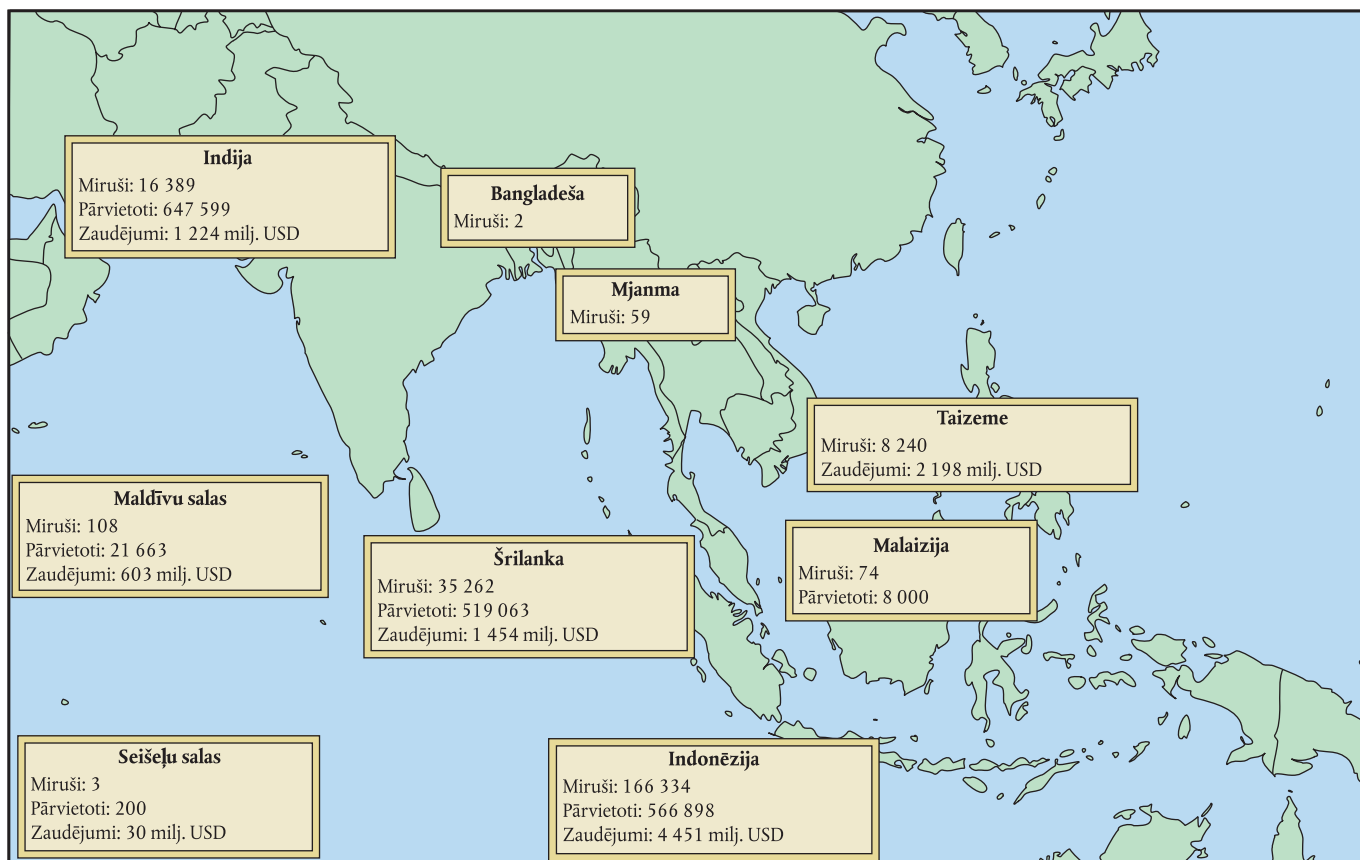 Indija
Miruši: 16 389
Pārvietoti: 647 599
Zaudējumi: 1 224 milj. USD
Bangladeša
Miruši: 2
Mjanma
Miruši: 59
Taizeme
Miruši: 8 240
Zaudējumi: 2 198 milj. USD
Maldīvu salas
Miruši: 108
Pārvietoti: 21 663
Zaudējumi: 603 milj. USD
Šrilanka
Miruši: 35 262
Pārvietoti: 519 063
Zaudējumi: 1 454 milj. USD
Malaizija
Miruši: 74
Pārvietoti: 8 000
Seišeļu salas
Miruši: 3
Pārvietoti: 200
Zaudējumi: 30 milj. USD
Indonēzija
Miruši: 166 334
Pārvietoti: 566 898
Zaudējumi: 4 451 milj. USD